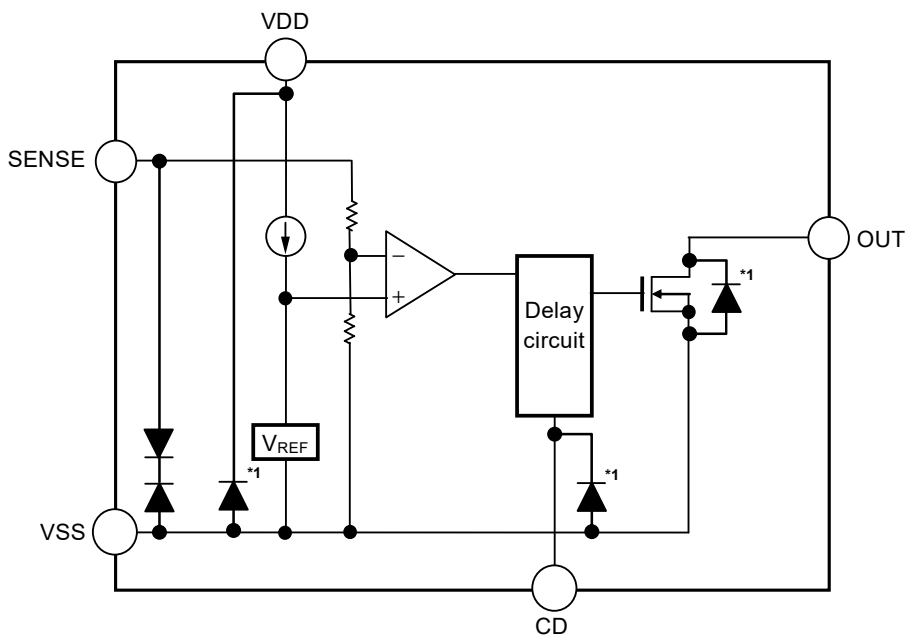 VDD
SENSE
OUT
−
+
*1
Delay
circuit
VREF
*1
*1
VSS
CD